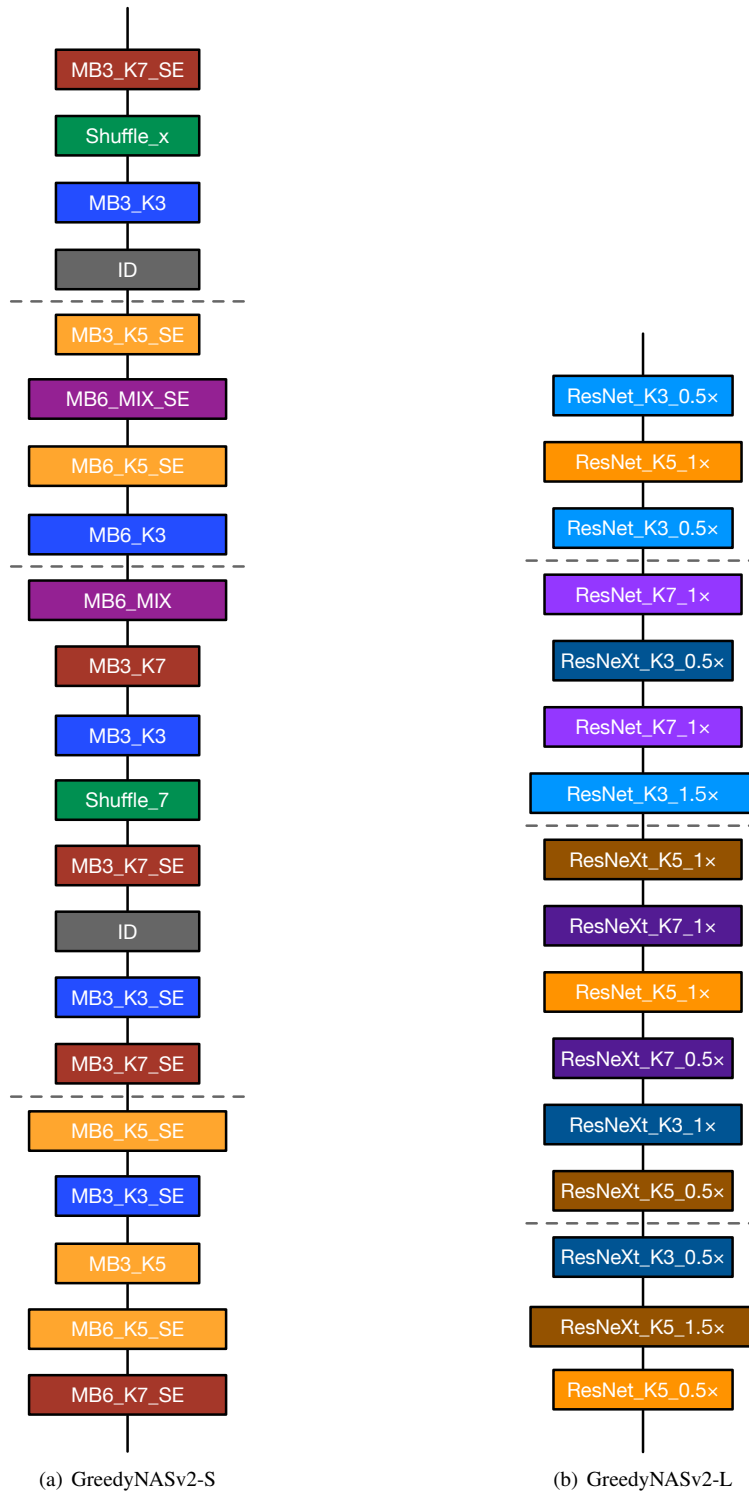 MB3_K7_SE
Shuffle_x
MB3_K3
ID
MB3_K5_SE
MB6_MIX_SE
MB6_K5_SE
MB6_K3
MB6_MIX
MB3_K7
MB3_K3
Shuffle_7
MB3_K7_SE
ID
MB3_K3_SE
MB3_K7_SE
MB6_K5_SE
MB3_K3_SE
MB3_K5
MB6_K5_SE
MB6_K7_SE
(a) GreedyNASv2-S
ResNet_K3_0.5×
ResNet_K5_1×
ResNet_K3_0.5×
ResNet_K7_1×
ResNeXt_K3_0.5×
ResNet_K7_1×
ResNet_K3_1.5×
ResNeXt_K5_1×
ResNeXt_K7_1×
ResNet_K5_1×
ResNeXt_K7_0.5×
ResNeXt_K3_1×
ResNeXt_K5_0.5×
ResNeXt_K3_0.5×
ResNeXt_K5_1.5×
ResNet_K5_0.5×
(b) GreedyNASv2-L